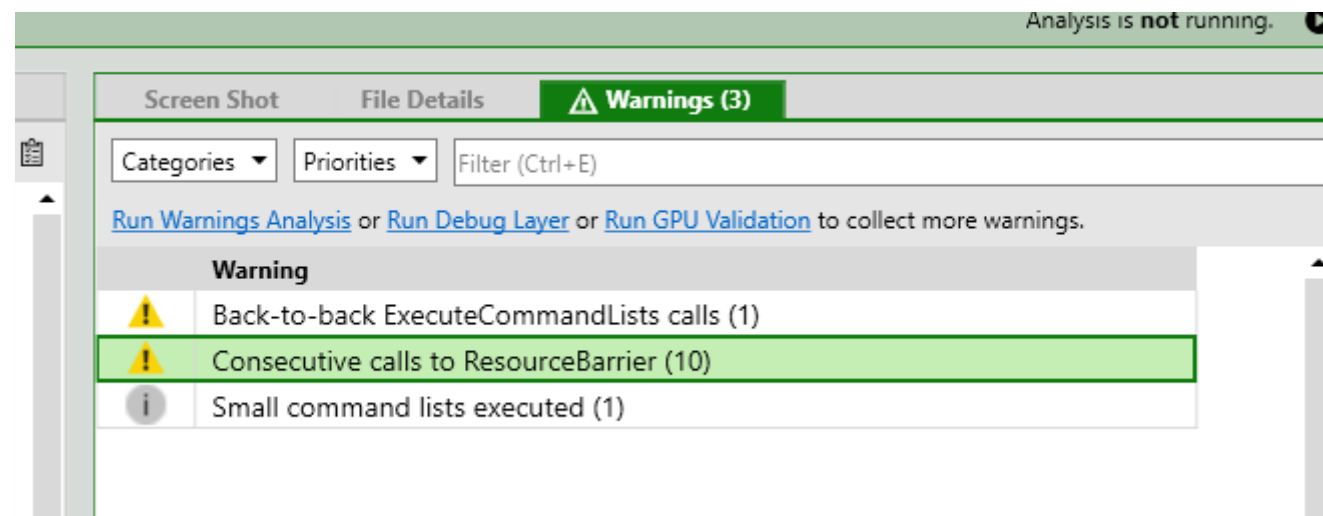 Analysis is not running.
Screen Shot File Details Warnings (3)
Categories Priorities Filter (Ctrl+E)
Run Warnings Analysis or Run Debug Layer or Run GPU Validation to collect more warnings.
Warning
Back-to-back ExecuteCommandLists calls (1)
Consecutive calls to ResourceBarrier (10)
Small command lists executed (1)